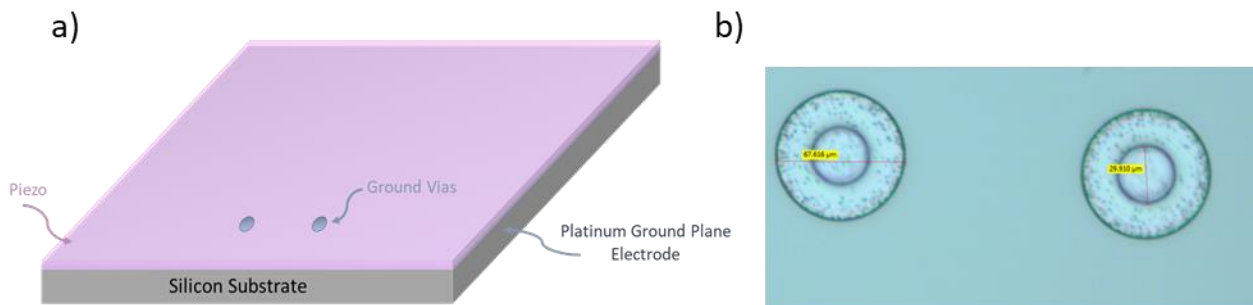 a)
b)
Piezo
Ground Vias
Platinum Ground Plane
Electrode
Silicon Substrate
67.616 µm
29.910 µm